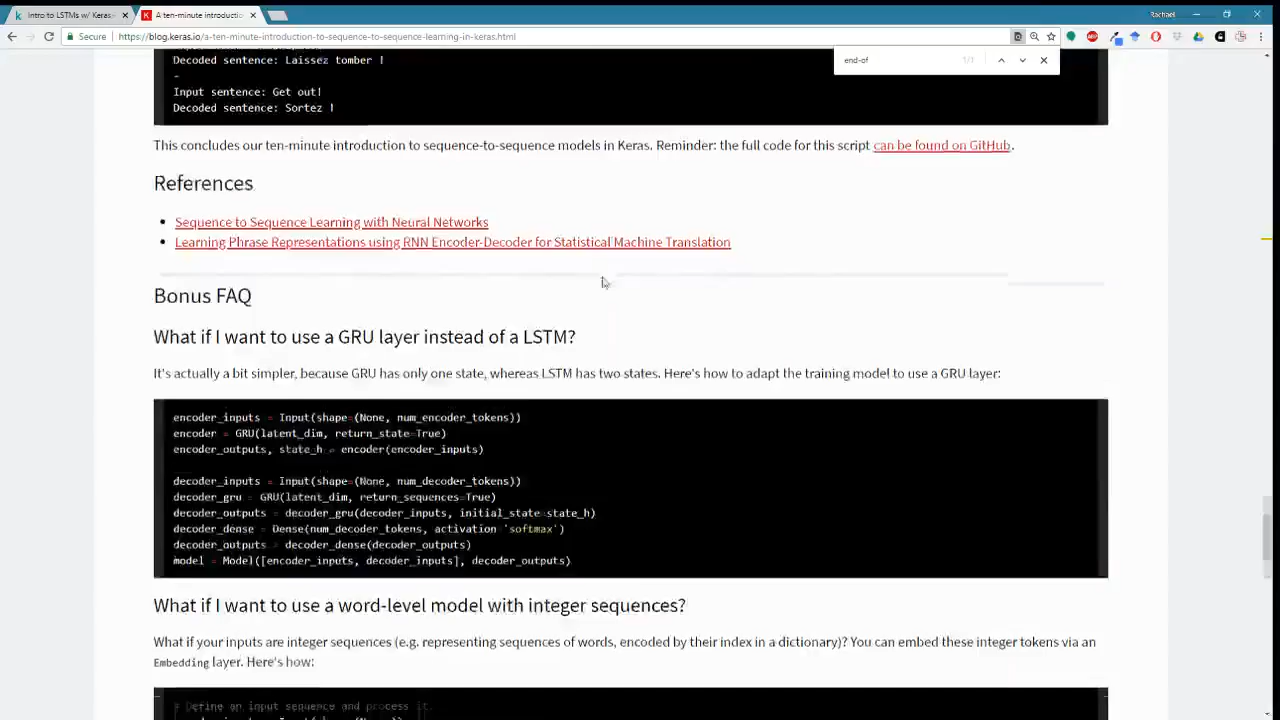 Intro to LSTMs w/ Keras
A ten-minute introduction
Rachael
Secure
https://blog.keras.io/a-ten-minute-introduction-to-sequence-to-sequence-learning-in-keras.html
end-of
1/1
Decoded sentence: Laissez tomber !
-
Input sentence: Get out!
Decoded sentence: Sortez !
This concludes our ten-minute introduction to sequence-to-sequence models in Keras. Reminder: the full code for this script can be found on GitHub.
References
Sequence to Sequence Learning with Neural Networks
Learning Phrase Representations using RNN Encoder-Decoder for Statistical Machine Translation
Bonus FAQ
What if I want to use a GRU layer instead of a LSTM?
It's actually a bit simpler, because GRU has only one state, whereas LSTM has two states. Here's how to adapt the training model to use a GRU layer:
encoder_inputs = Input(shape=(None, num_encoder_tokens))
encoder = GRU(latent_dim, return_state=True)
encoder_outputs, state_h = encoder(encoder_inputs)
decoder_inputs = Input(shape=(None, num_decoder_tokens))
decoder_gru = GRU(latent_dim, return_sequences=True)
decoder_outputs = decoder_gru(decoder_inputs, initial_state=state_h)
decoder_dense = Dense(num_decoder_tokens, activation='softmax')
decoder_outputs = decoder_dense(decoder_outputs)
model = Model([encoder_inputs, decoder_inputs], decoder_outputs)
What if I want to use a word-level model with integer sequences?
What if your inputs are integer sequences (e.g. representing sequences of words, encoded by their index in a dictionary)? You can embed these integer tokens via an
Embedding layer. Here's how:
# Define an input sequence and process it.